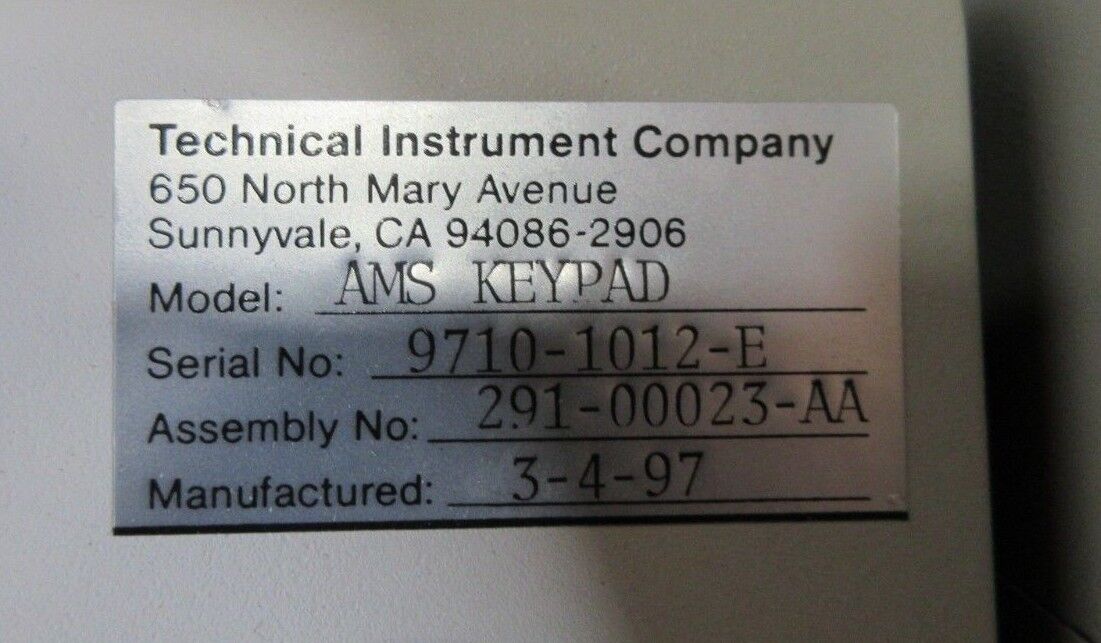 Technical Instrument Company
650 North Mary Avenue
Sunnyvale, CA 94086-2906
Model: AMS KEYPAD
Serial No: 9710-1012-E
Assembly No: 291-00023-AA
Manufactured: 3-4-97